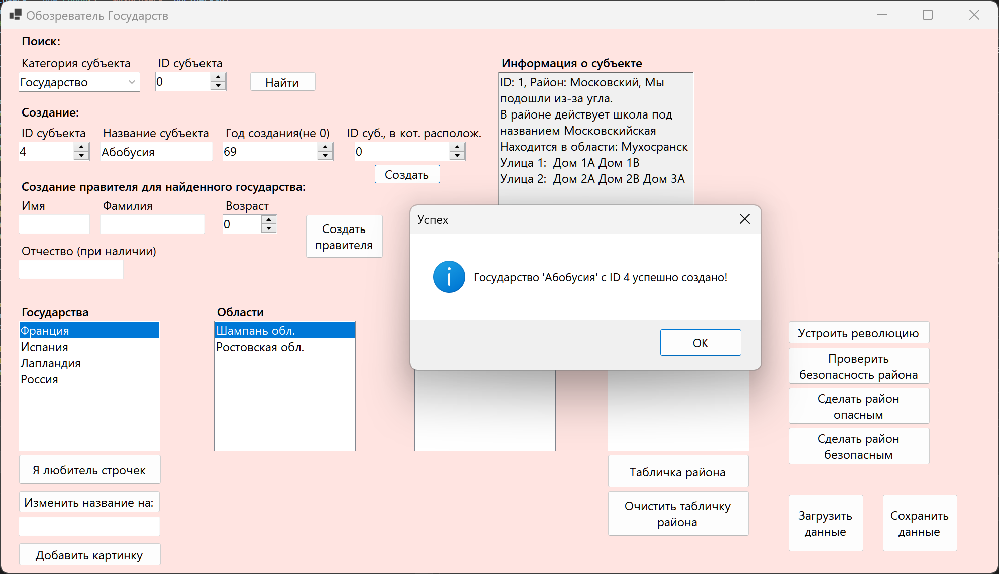 Обозреватель Государств
Поиск:
Категория субъекта
ID субъекта
Государство
0
Найти
Информация о субъекте
ID: 1, Район: Московский, Мы
подошли из-за угла.
В районе действует школа под
названием Московскийская
Находится в области: Мухосранск
Улица 1:  Дом 1А Дом 1В
Улица 2:  Дом 2А Дом 2В Дом 3А
Создание:
ID субъекта
Название субъекта
Год создания(не 0)
ID суб., в кот. располож.
4
Абобусия
69
0
Создать
Создание правителя для найденного государства:
Имя
Фамилия
Возраст
0
Создать
правителя
Отчество (при наличии)
Успех
Государство 'Абобусия' с ID 4 успешно создано!
ОК
Государства
Франция
Испания
Лапландия
Россия
Области
Шампань обл.
Ростовская обл.
Устроить революцию
Проверить
безопасность района
Сделать район
опасным
Сделать район
безопасным
Я любитель строчек
Изменить название на:
Добавить картинку
Табличка района
Очистить табличку
района
Загрузить
данные
Сохранить
данные